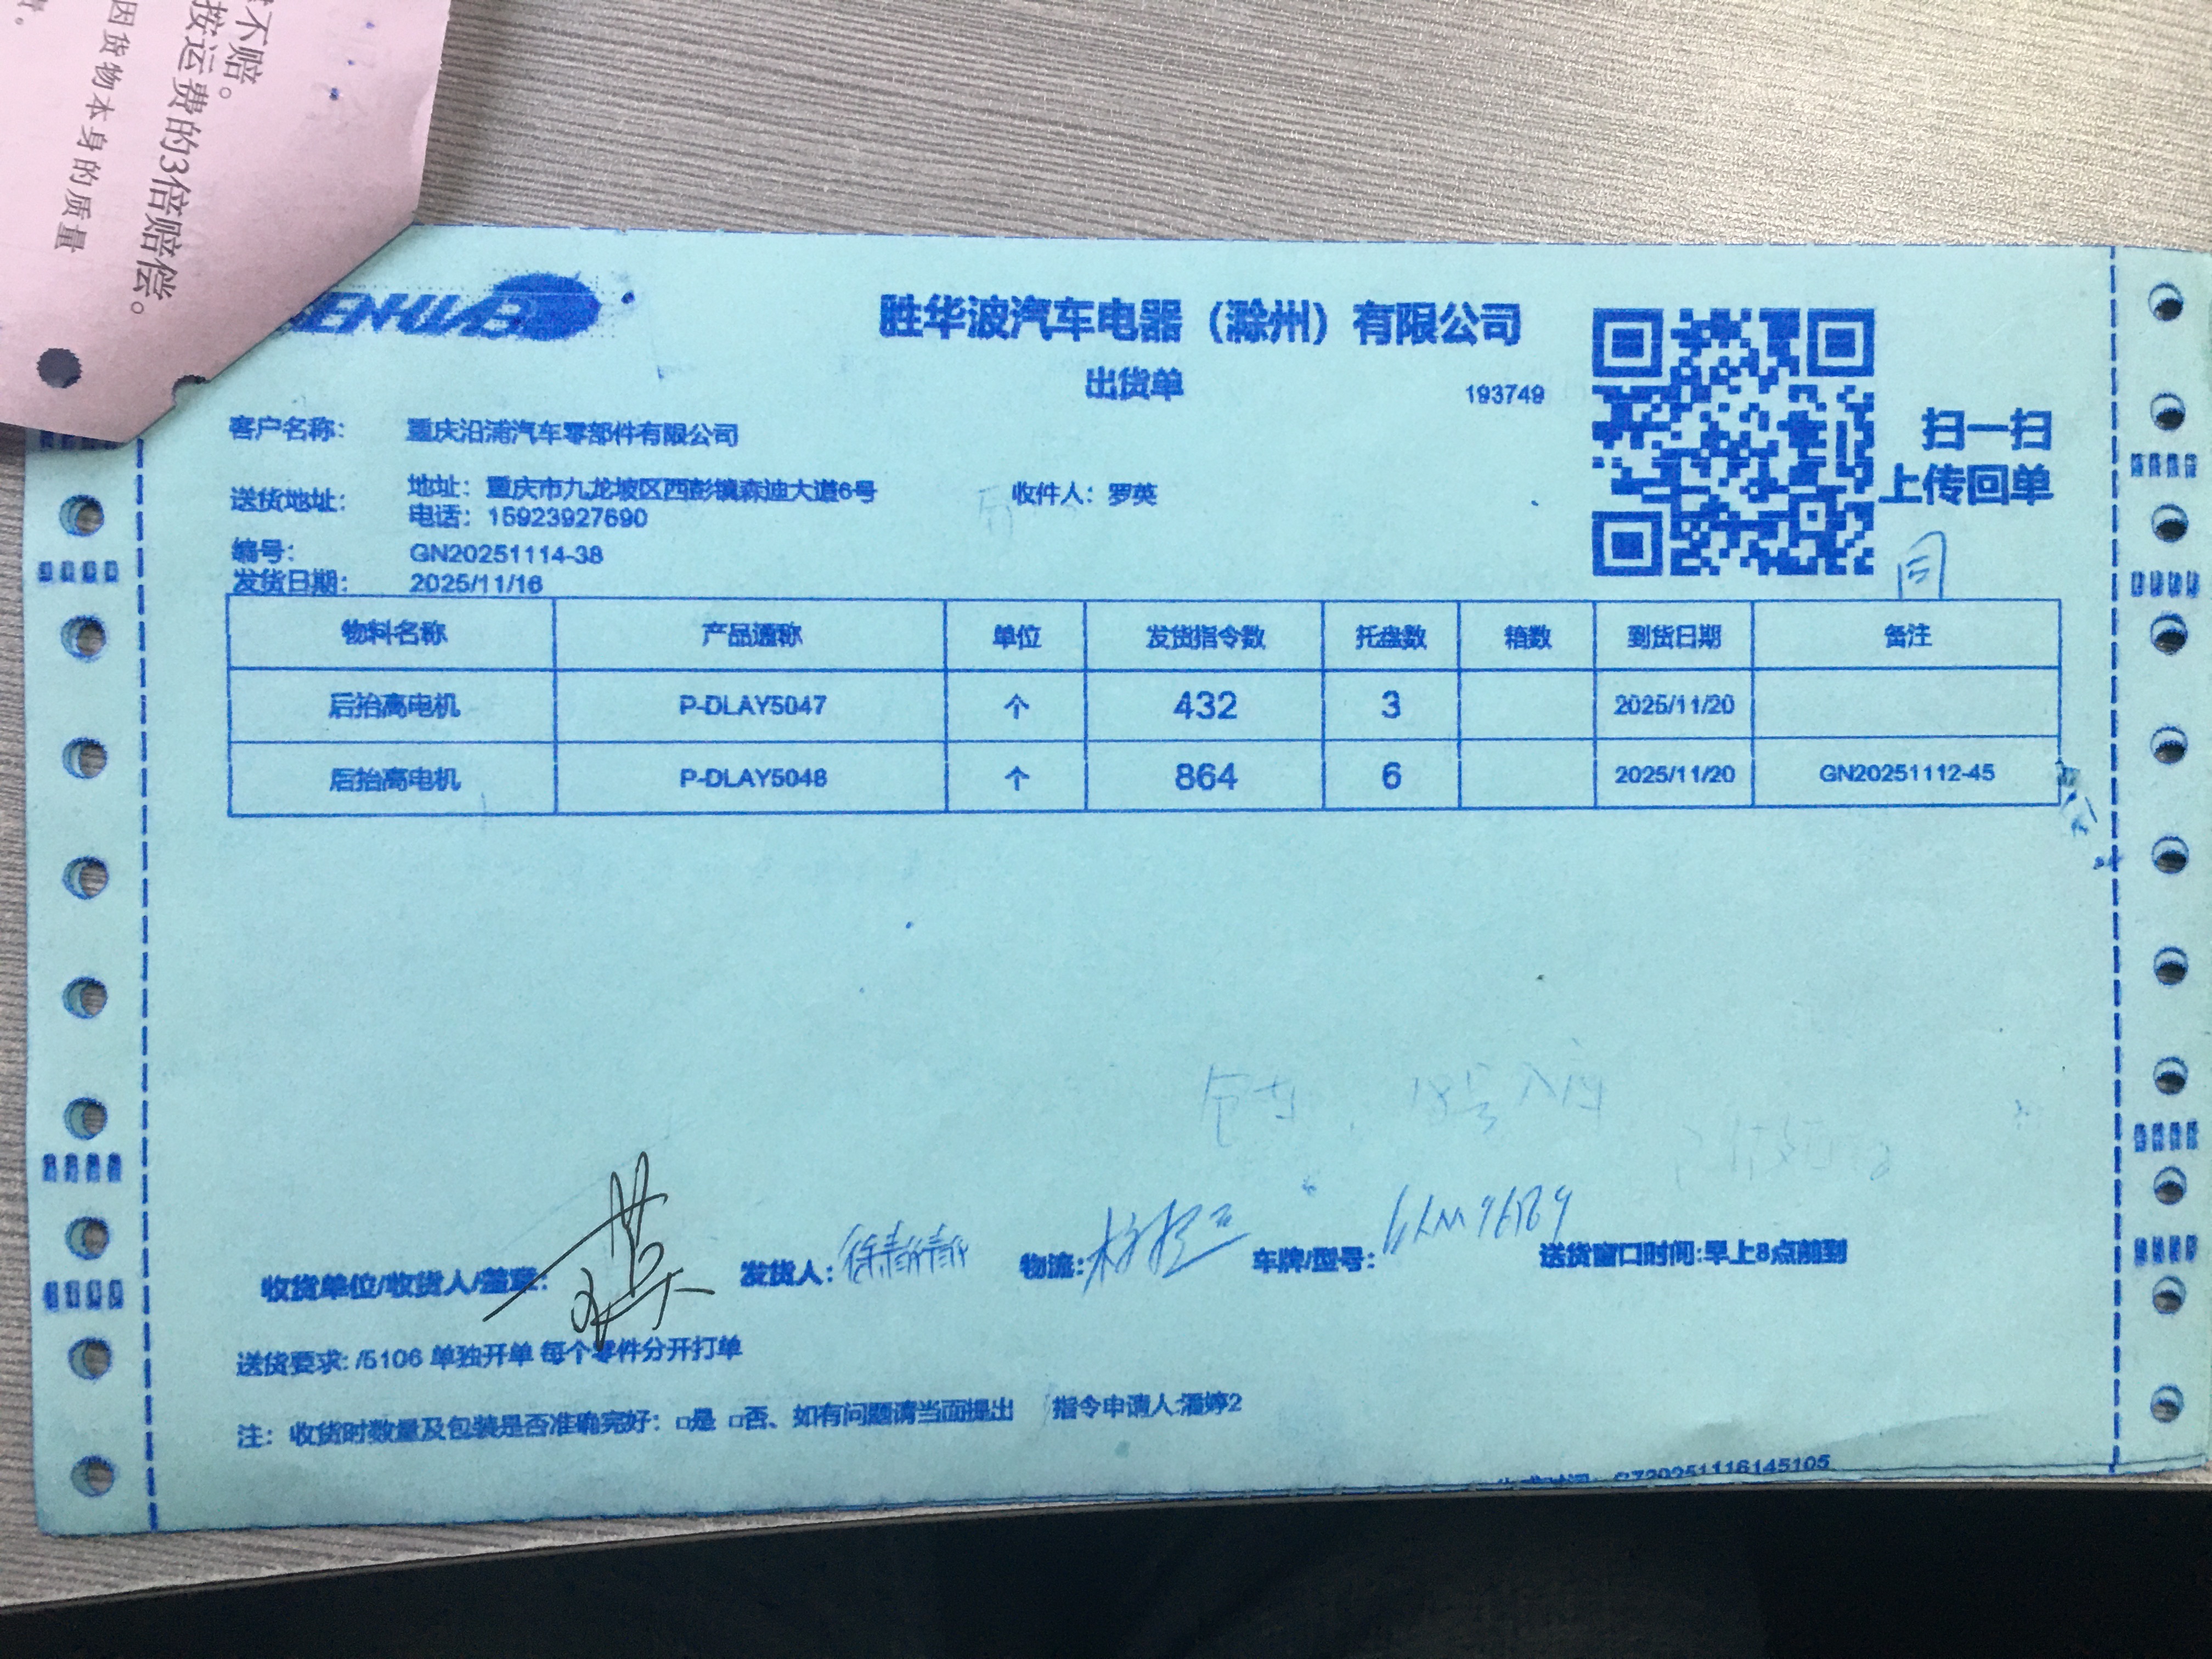 不赔。
按运费的3倍赔偿。
因货物本身的质量
胜华波汽车电器（滁州）有限公司
出货单
193749
扫一扫
上传回单
客户名称： 重庆沿浦汽车零部件有限公司
送货地址： 地址：重庆市九龙坡区西彭镇森迪大道6号 收件人：罗英
电话：15923927690
编号： GN20251114-38
发货日期： 2025/11/16
物料名称 产品通称 单位 发货指令数 托盘数 箱数 到货日期 备注
后抬高电机 P-DLAY5047 个 432 3 2025/11/20
后抬高电机 P-DLAY5048 个 864 6 2025/11/20 GN20251112-45
收货单位/收货人/盖章： 发货人：徐静静 物流： 车牌/型号： 送货窗口时间:早上8点前到
送货要求: /5106 单独开单 每个零件分开打单
注：收货时数量及包装是否准确完好：□是 □否、如有问题请当面提出 指令申请人:潘婷2
20251116145105